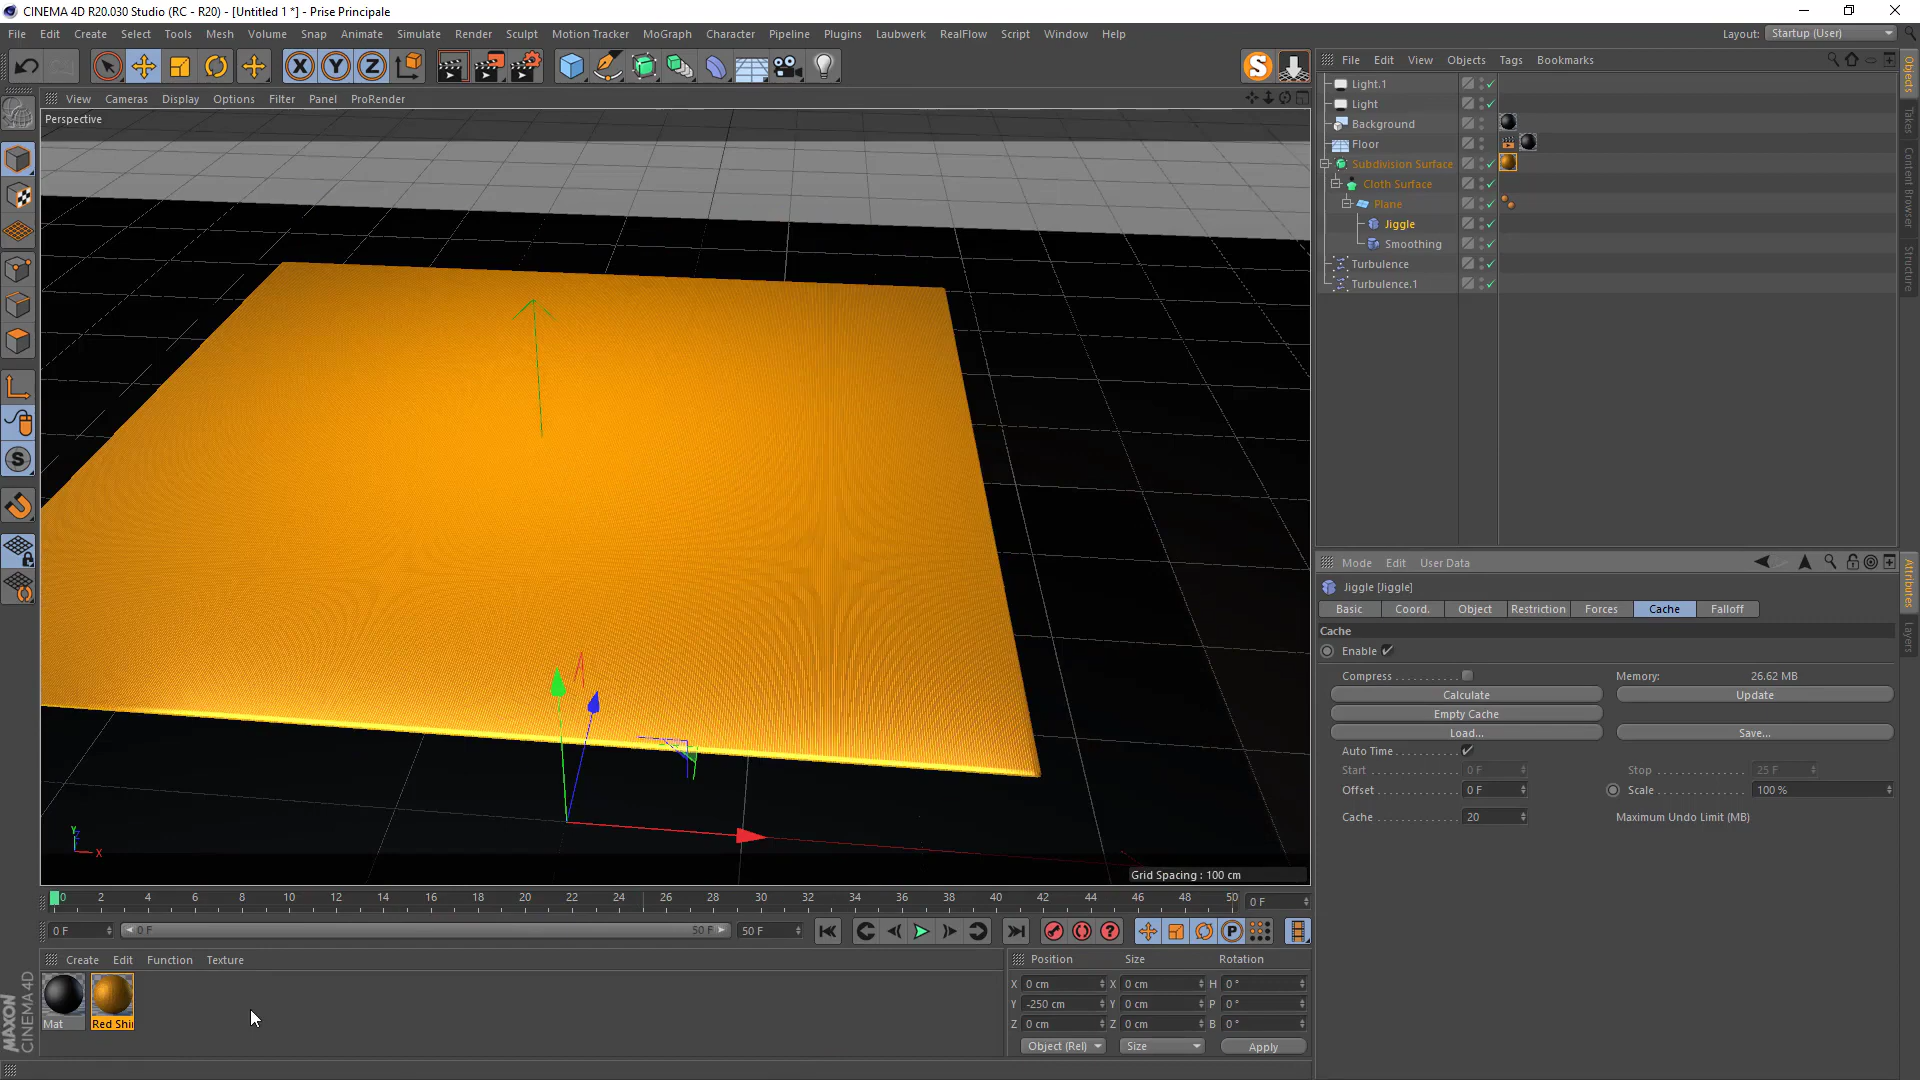 CINEMA 4D R20.030 Studio (RC - R20) - [Untitled 1 *] - Prise Principale
File Edit Create Select Tools Mesh Volume Snap Animate Simulate Render Sculpt Motion Tracker MoGraph Character Pipeline Plugins Laubwerk RealFlow Script Window Help
Layout: Startup (User)
X Y Z
File Edit View Objects Tags Bookmarks
View Cameras Display Options Filter Panel ProRender
Perspective
Light.1
Light
Background
Floor
Subdivision Surface
Cloth Surface
Plane
Jiggle
Smoothing
Turbulence
Turbulence.1
Objects
Takes
Content Browser
Structure
Mode Edit User Data
Jiggle [Jiggle]
Basic Coord. Object Restriction Forces Cache Falloff
Cache
Enable
Compress Memory: 26.62 MB
Calculate Update
Empty Cache
Load... Save...
Auto Time
Start 0 F Stop 25 F
Offset 0 F Scale 100 %
Cache 20 Maximum Undo Limit (MB)
Attributes
Layers
Y
Z
X
Grid Spacing : 100 cm
0 2 4 6 8 10 12 14 16 18 20 22 24 26 28 30 32 34 36 38 40 42 44 46 48 50 0 F
0 F 0 F 50 F 50 F
Create Edit Function Texture
Mat Red Shi
Position Size Rotation
X 0 cm X 0 cm H 0 °
Y -250 cm Y 0 cm P 0 °
Z 0 cm Z 0 cm B 0 °
Object (Rel) Size Apply
MAXON
CINEMA 4D